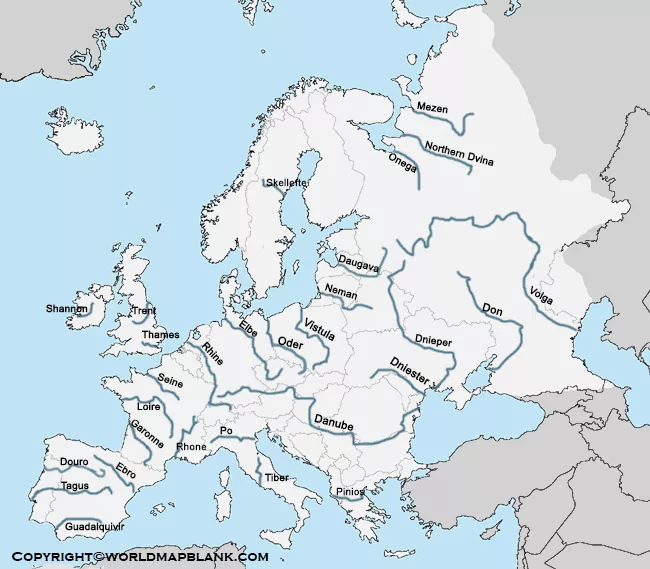 Mezen
Northern Dvina
Onega
Skellefte
Daugava
Volga
Neman
Shannon
Trent
Don
Elbe
Vistula
Thames
Oder
Dnieper
Rhine
Dniester
Seine
Loire
Danube
Po
Garonne
Rhone
Douro
Ebro
Tiber
Tagus
Pinios
Guadalquivir
Copyright©worldmapblank.com